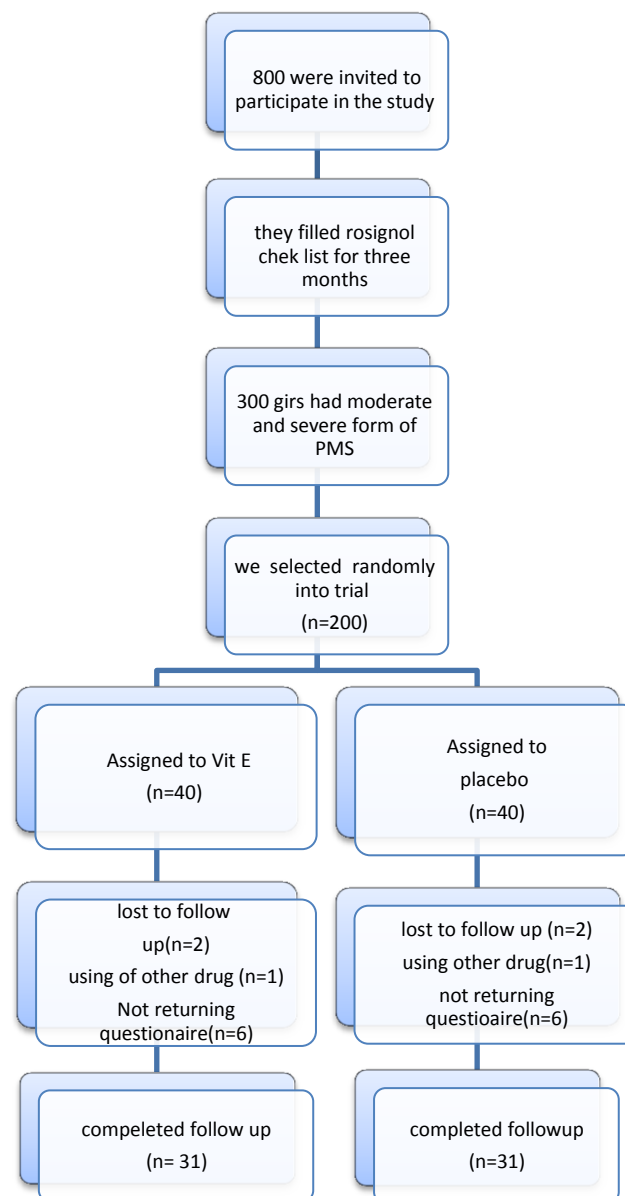 800 were invited to
participate in the study
they filled rosignol
chek list for three
months
300 girs had moderate
and severe form of
PMS
we selected randomly
into trial
(n=200)
Assigned to Vit E
(n=40)
Assigned to
placebo
(n=40)
lost to follow
up(n=2)
using of other drug (n=1)
Not returning
questionaire(n=6)
lost to follow up (n=2)
using other drug(n=1)
not returning
questioaire(n=6)
compeleted follow up
(n= 31)
completed followup
(n=31)